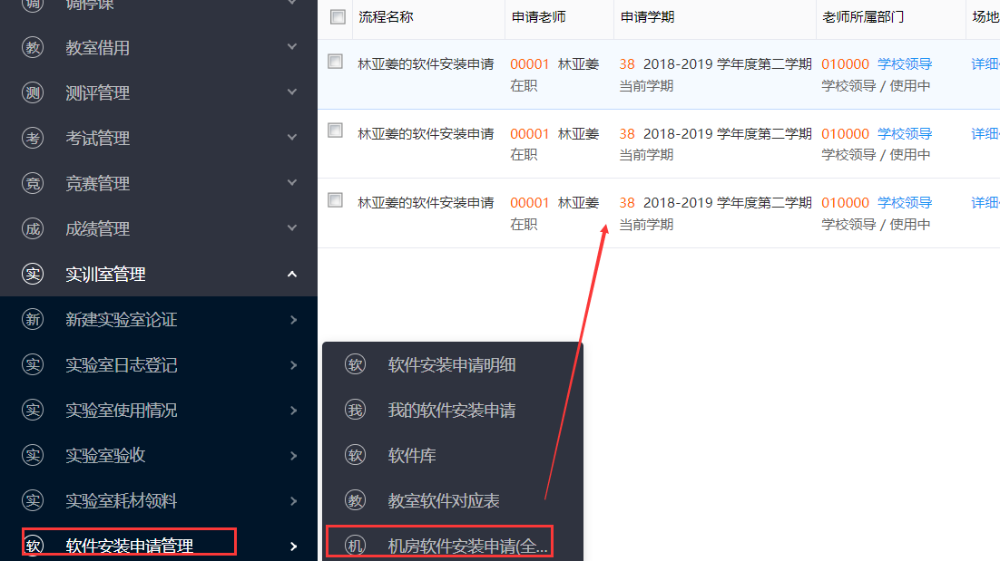 调 调停课
教 教室借用
测 测评管理
考 考试管理
竞 竞赛管理
成 成绩管理
实 实训室管理
新 新建实验室论证
实 实验室日志登记
实 实验室使用情况
实 实验室验收
实 实验室耗材领料
软 软件安装申请管理
流程名称 申请老师 申请学期 老师所属部门 场地
林亚姜的软件安装申请 00001 林亚姜 38 2018-2019 学年度第二学期 010000 学校领导 详细
在职 当前学期 学校领导 / 使用中
林亚姜的软件安装申请 00001 林亚姜 38 2018-2019 学年度第二学期 010000 学校领导 详细
在职 当前学期 学校领导 / 使用中
林亚姜的软件安装申请 00001 林亚姜 38 2018-2019 学年度第二学期 010000 学校领导 详细
在职 当前学期 学校领导 / 使用中
软 软件安装申请明细
我 我的软件安装申请
软 软件库
教 教室软件对应表
机 机房软件安装申请(全...